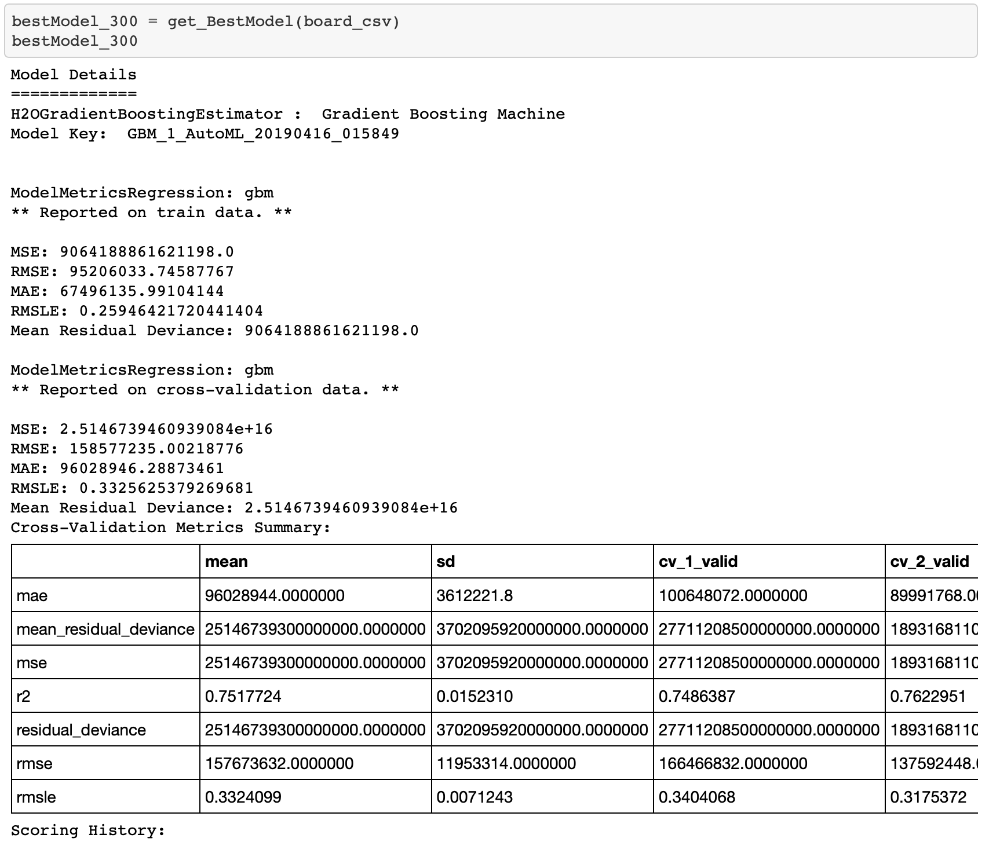 bestModel_300 = get_BestModel(board_csv)
bestModel_300
Model Details
=============
H2OGradientBoostingEstimator :  Gradient Boosting Machine
Model Key:  GBM_1_AutoML_20190416_015849
ModelMetricsRegression: gbm
** Reported on train data. **
MSE: 9064188861621198.0
RMSE: 95206033.74587767
MAE: 67496135.99104144
RMSLE: 0.25946421720441404
Mean Residual Deviance: 9064188861621198.0
ModelMetricsRegression: gbm
** Reported on cross-validation data. **
MSE: 2.5146739460939084e+16
RMSE: 158577235.00218776
MAE: 96028946.28873461
RMSLE: 0.3325625379269681
Mean Residual Deviance: 2.5146739460939084e+16
Cross-Validation Metrics Summary:
mean sd cv_1_valid cv_2_valid
mae 96028944.0000000 3612221.8 100648072.0000000 89991768.00
mean_residual_deviance 25146739300000000.0000000 3702095920000000.0000000 27711208500000000.0000000 1893168110
mse 25146739300000000.0000000 3702095920000000.0000000 27711208500000000.0000000 1893168110
r2 0.7517724 0.0152310 0.7486387 0.7622951
residual_deviance 25146739300000000.0000000 3702095920000000.0000000 27711208500000000.0000000 1893168110
rmse 157673632.0000000 11953314.0000000 166466832.0000000 137592448.0
rmsle 0.3324099 0.0071243 0.3404068 0.3175372
Scoring History: